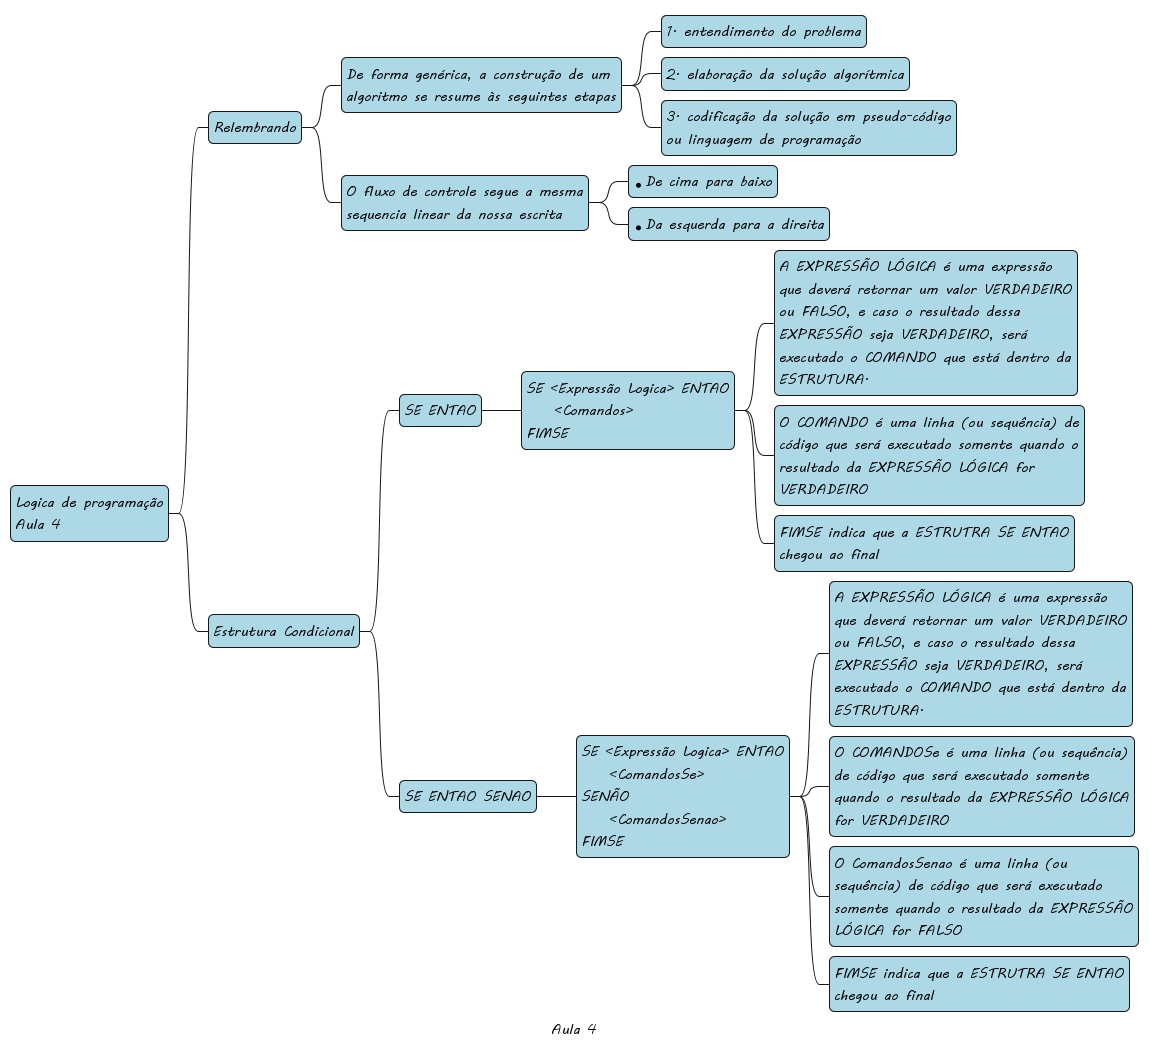 Logica de programação
Aula 4
Relembrando
De forma genérica, a construção de um
algoritmo se resume às seguintes etapas
1. entendimento do problema
2. elaboração da solução algorítmica
3. codificação da solução em pseudo-código
ou linguagem de programação
O fluxo de controle segue a mesma
sequencia linear da nossa escrita
• De cima para baixo
• Da esquerda para a direita
Estrutura Condicional
SE ENTAO
SE <Expressão Logica> ENTAO
<Comandos>
FIMSE
A EXPRESSÃO LÓGICA é uma expressão
que deverá retornar um valor VERDADEIRO
ou FALSO, e caso o resultado dessa
EXPRESSÃO seja VERDADEIRO, será
executado o COMANDO que está dentro da
ESTRUTURA.
O COMANDO é uma linha (ou sequência) de
código que será executado somente quando o
resultado da EXPRESSÃO LÓGICA for
VERDADEIRO
FIMSE indica que a ESTRUTRA SE ENTAO
chegou ao final
SE ENTAO SENAO
SE <Expressão Logica> ENTAO
<ComandosSe>
SENÃO
<ComandosSenao>
FIMSE
A EXPRESSÃO LÓGICA é uma expressão
que deverá retornar um valor VERDADEIRO
ou FALSO, e caso o resultado dessa
EXPRESSÃO seja VERDADEIRO, será
executado o COMANDO que está dentro da
ESTRUTURA.
O COMANDOSe é uma linha (ou sequência)
de código que será executado somente
quando o resultado da EXPRESSÃO LÓGICA
for VERDADEIRO
O ComandosSenao é uma linha (ou
sequência) de código que será executado
somente quando o resultado da EXPRESSÃO
LÓGICA for FALSO
FIMSE indica que a ESTRUTRA SE ENTAO
chegou ao final
Aula 4